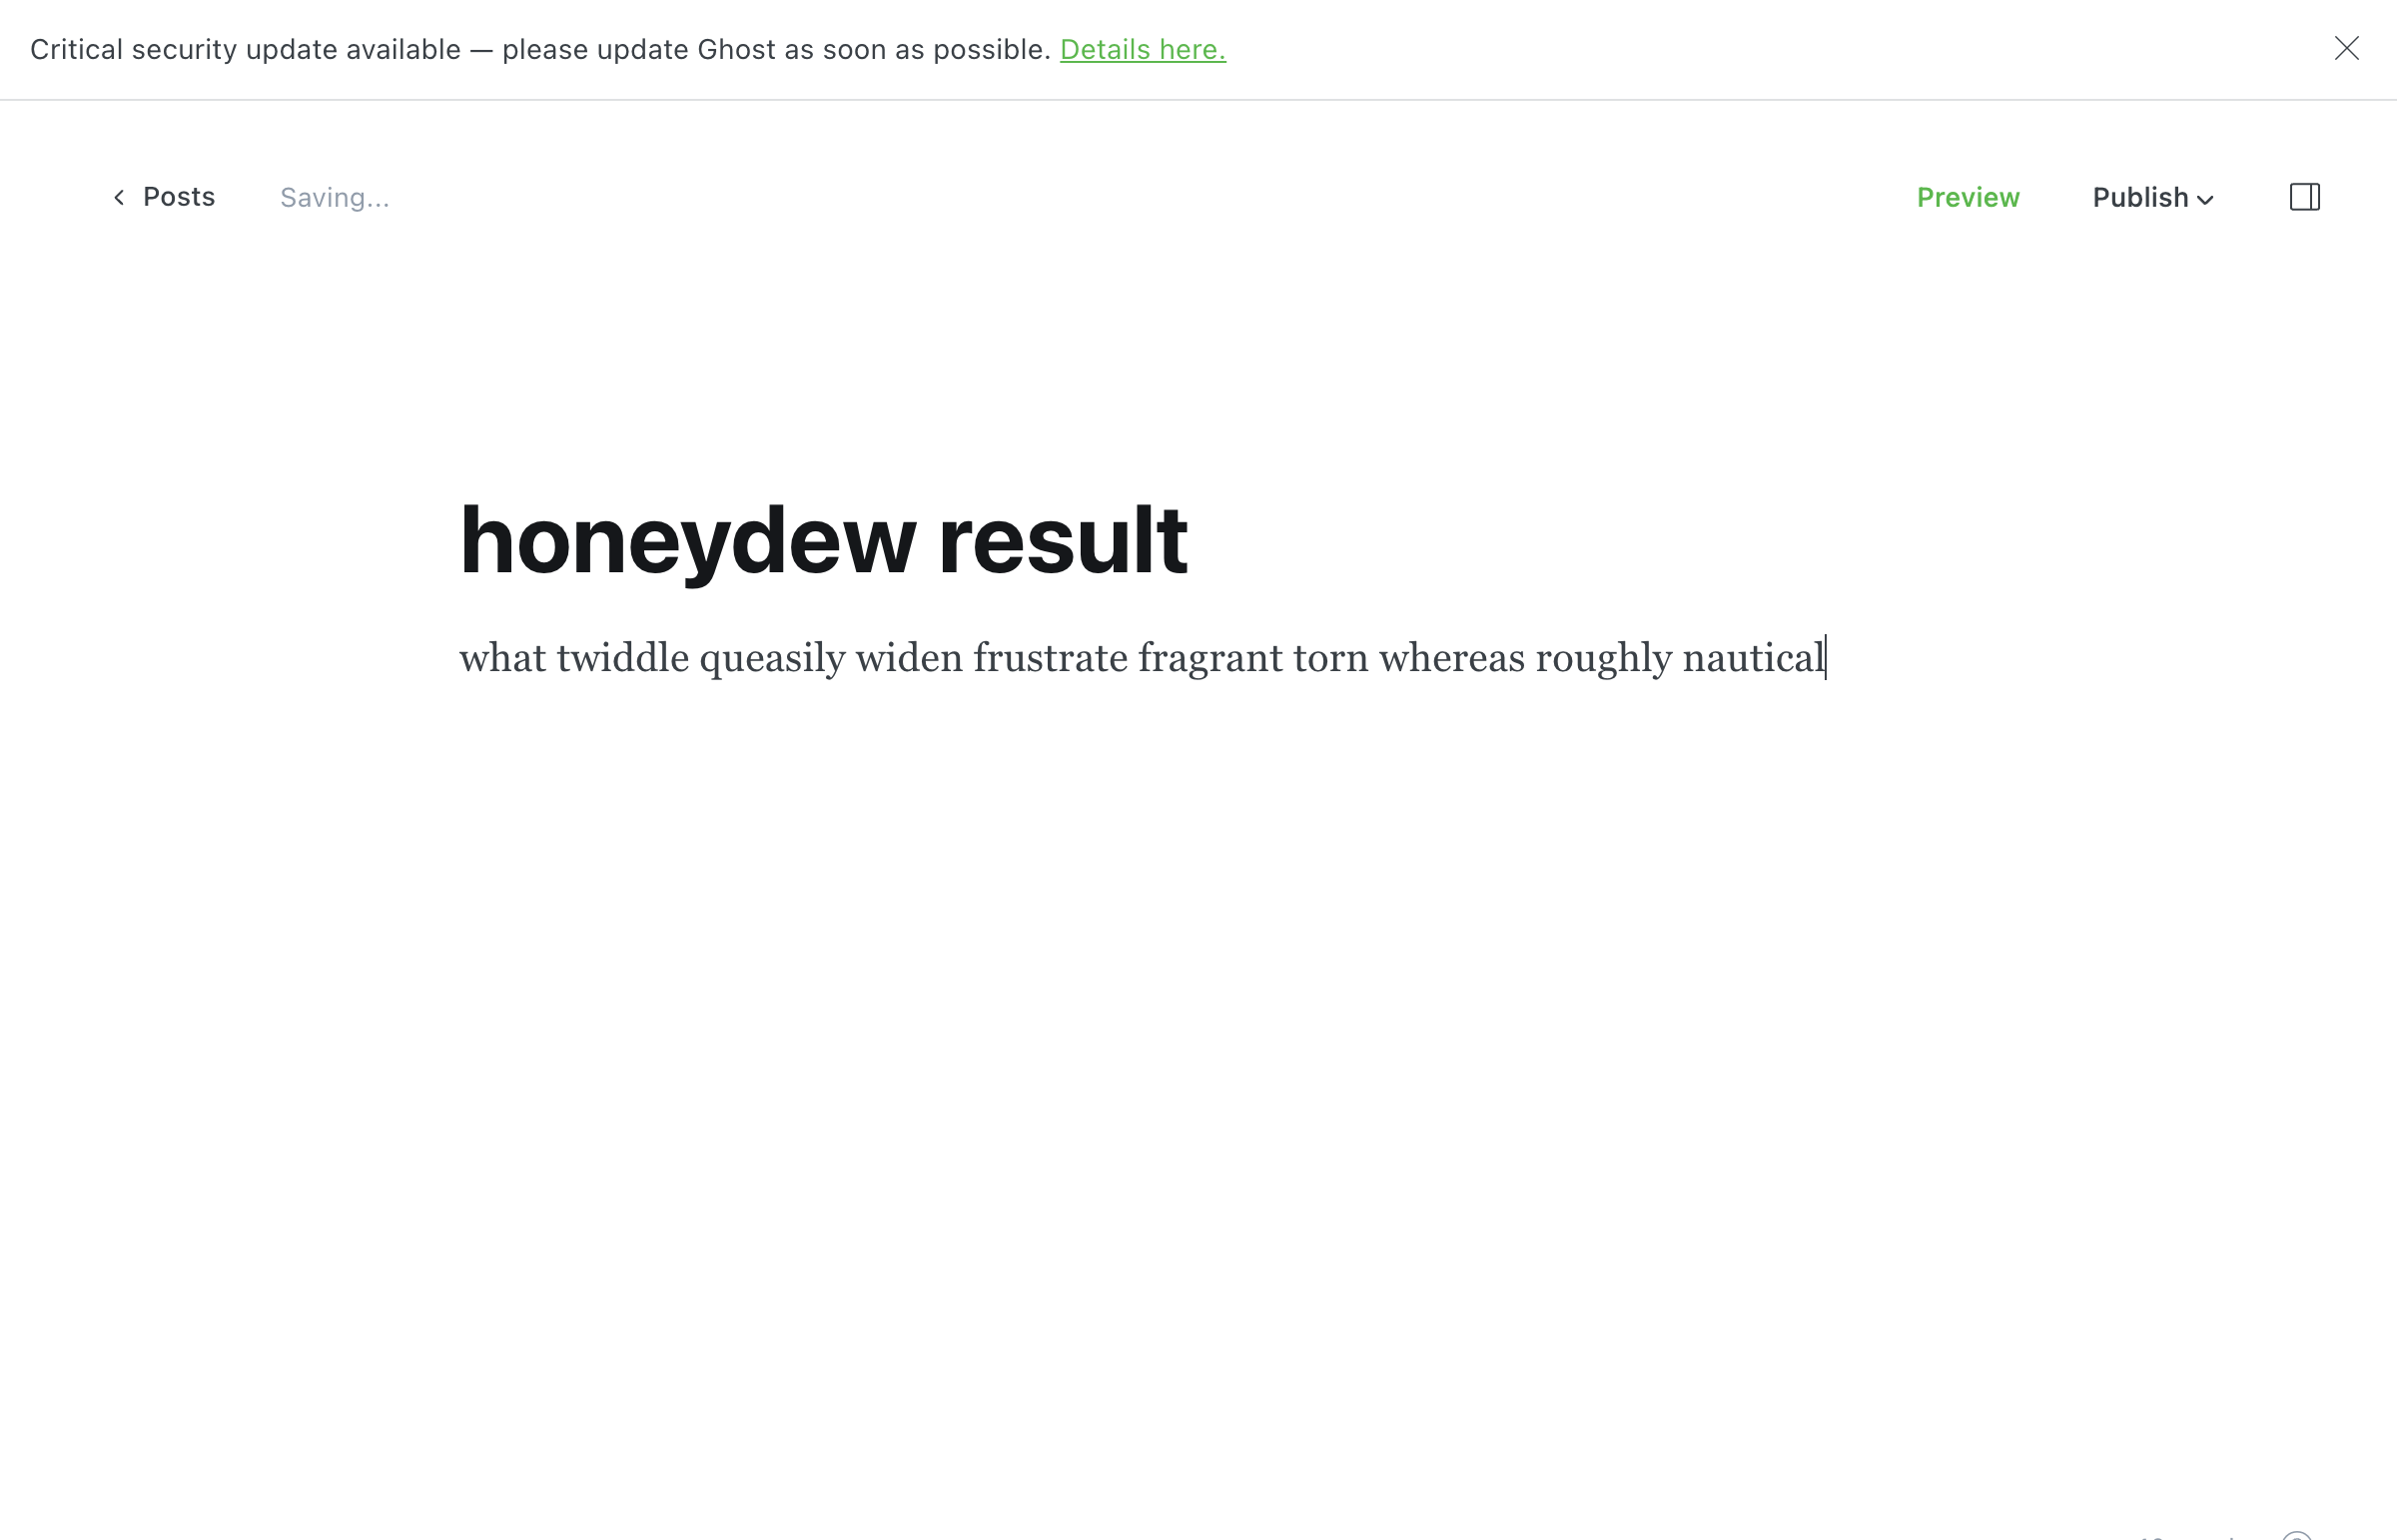 Critical security update available — please update Ghost as soon as possible. Details here.
Posts Saving... Preview Publish
honeydew result
what twiddle queasily widen frustrate fragrant torn whereas roughly nautical